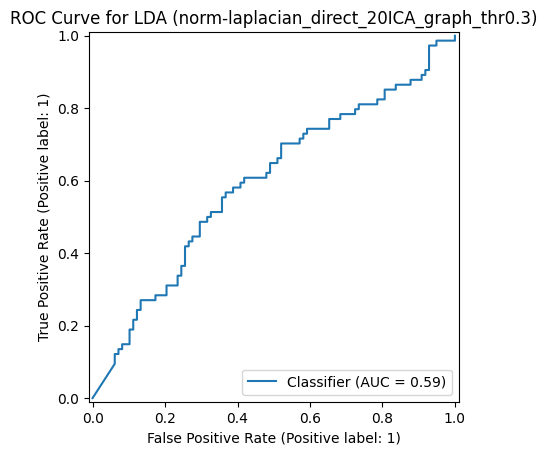 ROC Curve for LDA (norm-laplacian_direct_20ICA_graph_thr0.3)
1.0
0.8
0.6
0.4
0.2
0.0
True Positive Rate (Positive label: 1)
Classifier (AUC = 0.59)
0.0 0.2 0.4 0.6 0.8 1.0
False Positive Rate (Positive label: 1)